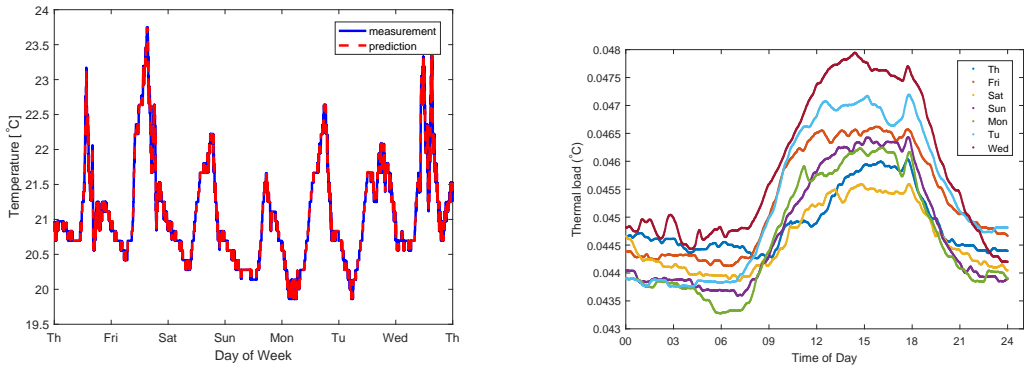 24
23.5
23
22.5
22
21.5
21
20.5
20
19.5
Temperature [°C]
measurement
prediction
Th Fri Sat Sun Mon Tu Wed Th
Day of Week
0.048
0.0475
0.047
0.0465
0.046
0.0455
0.045
0.0445
0.044
0.0435
0.043
Thermal load (°C)
Th
Fri
Sat
Sun
Mon
Tu
Wed
00 03 06 09 12 15 18 21 24
Time of Day